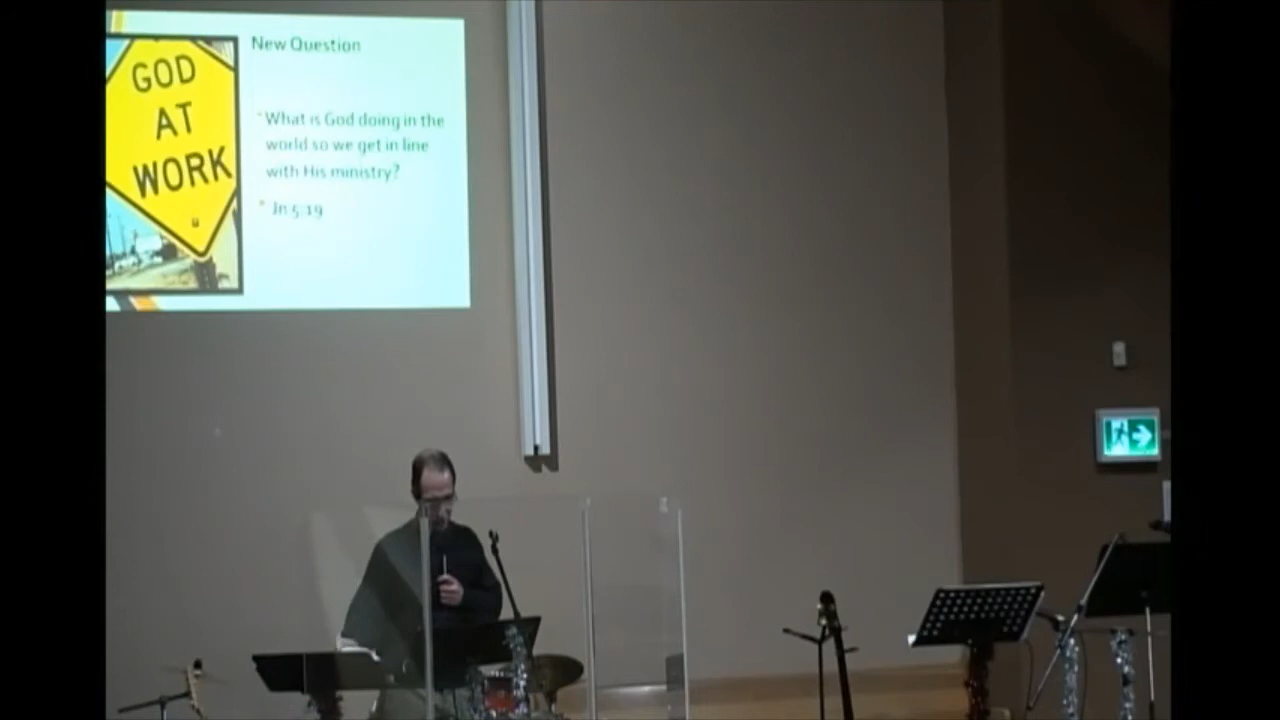 GOD
AT
WORK
New Question
What is God doing in the
world so we get in line
with His ministry?
Jn 5:19